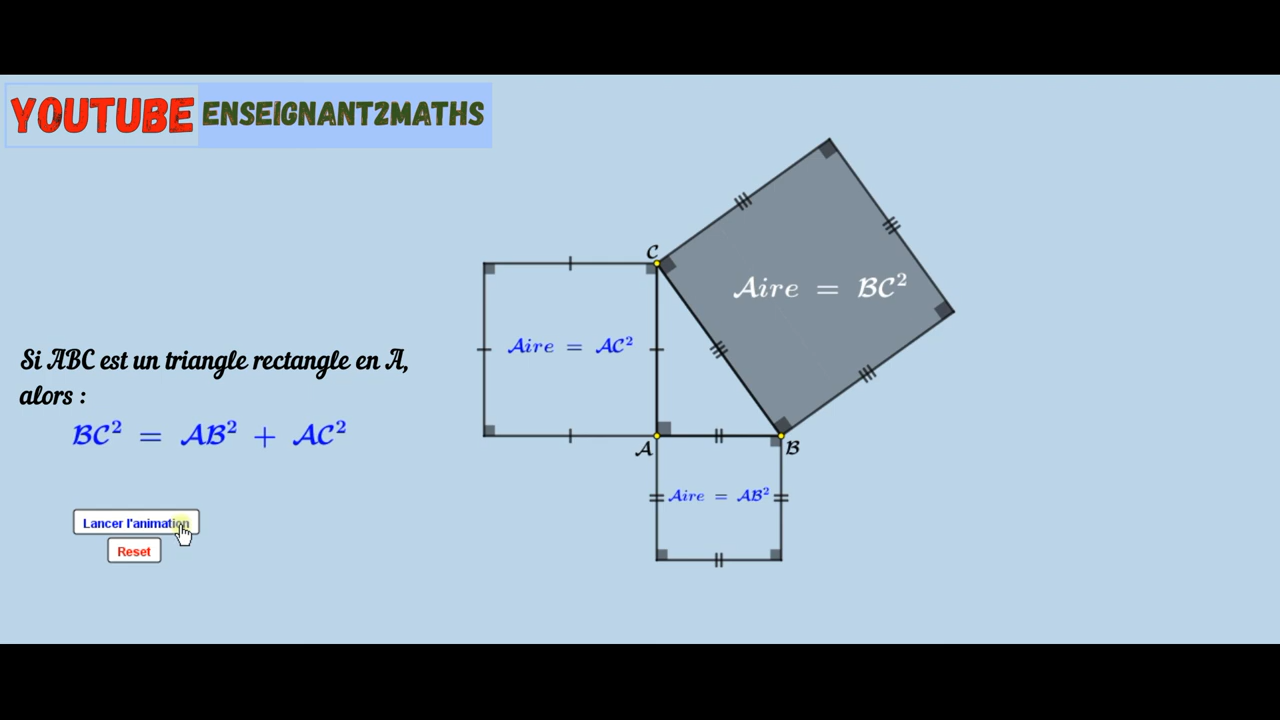 YOUTUBE ENSEIGNANT2MATHS
C
Aire = BC²
Aire = AC²
Si ABC est un triangle rectangle en A,
alors :
BC² = AB² + AC²
A
B
Aire = AB²
Lancer l'animation
Reset